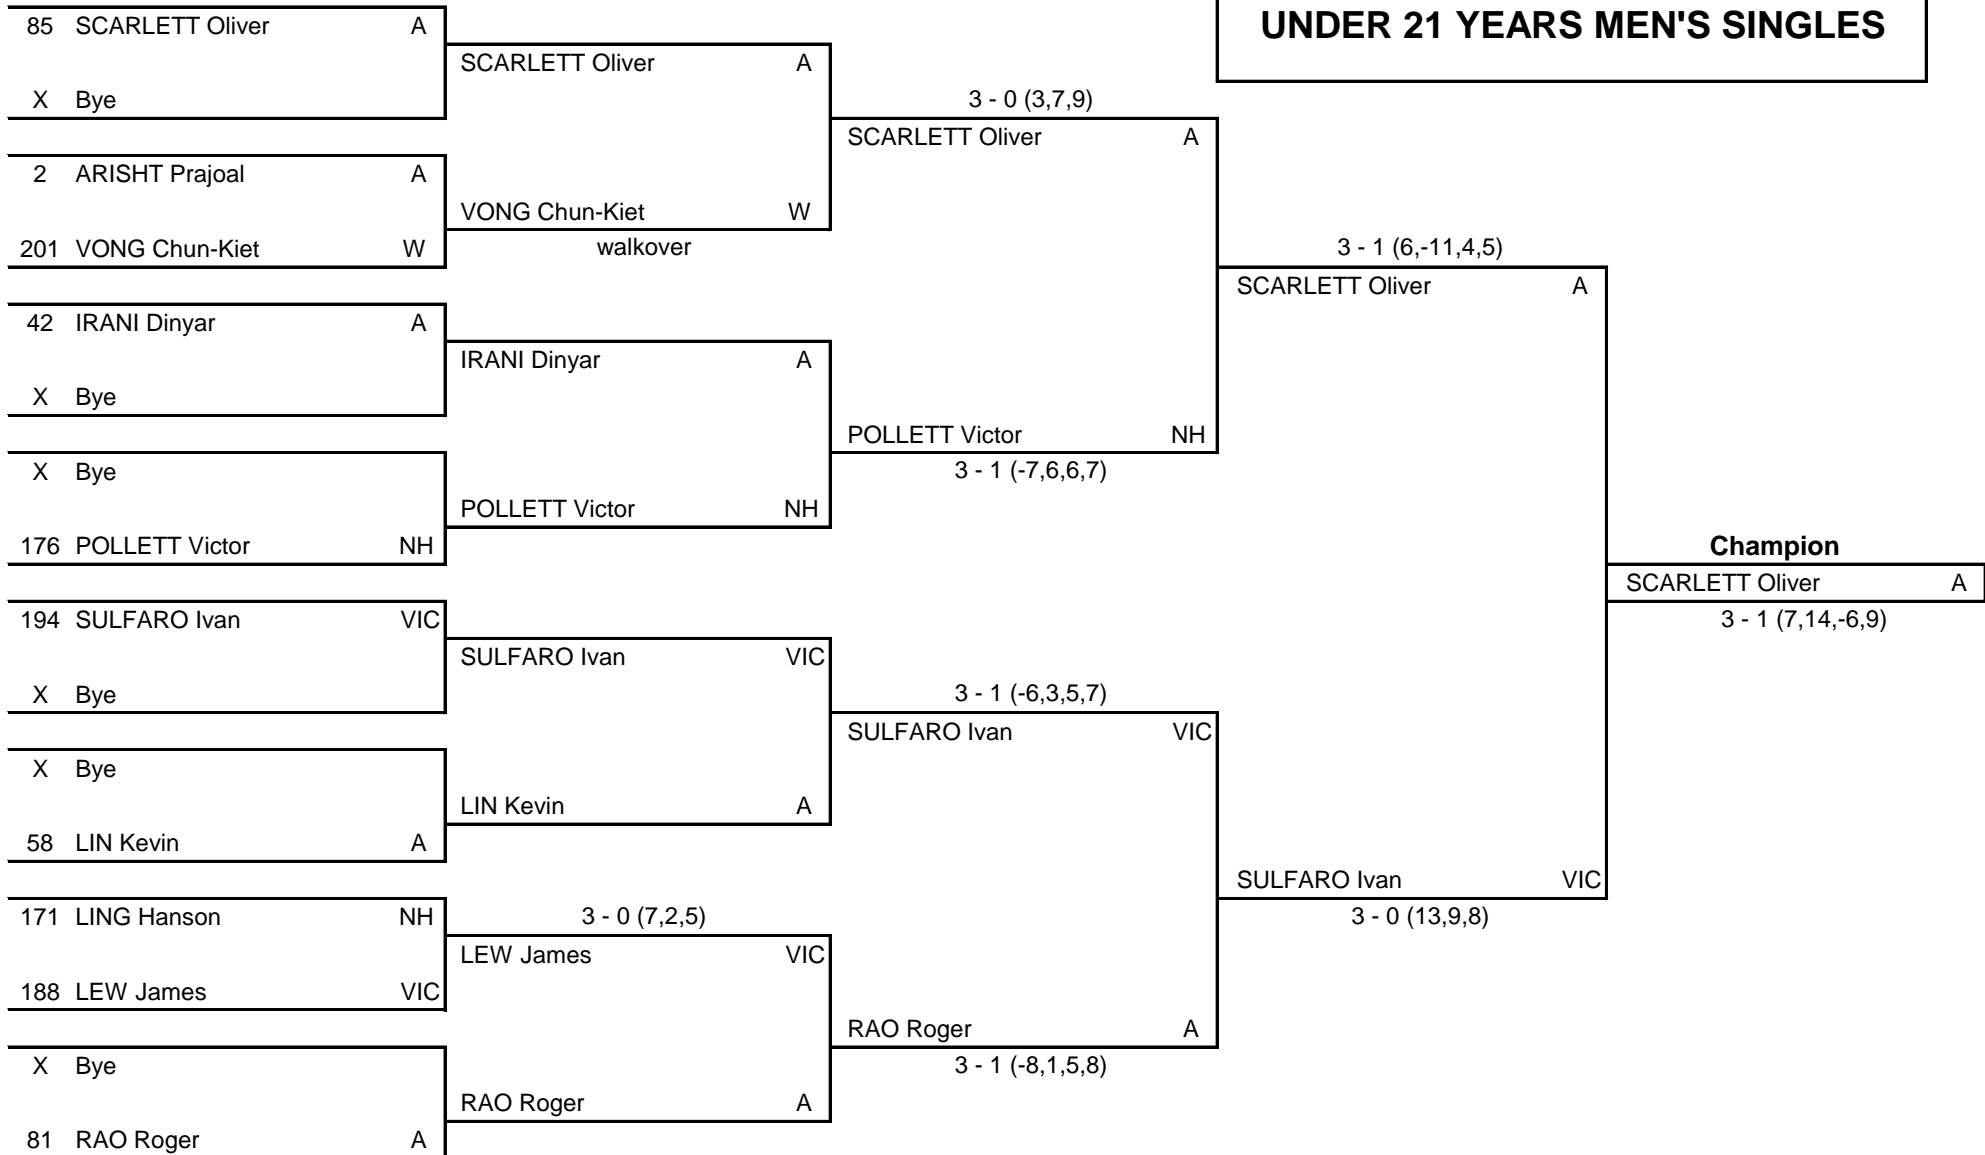 UNDER 21 YEARS MEN'S SINGLES
85 SCARLETT Oliver A
X Bye
2 ARISHT Prajoal A
201 VONG Chun-Kiet W
42 IRANI Dinyar A
X Bye
X Bye
176 POLLETT Victor NH
194 SULFARO Ivan VIC
X Bye
X Bye
58 LIN Kevin A
171 LING Hanson NH
188 LEW James VIC
X Bye
81 RAO Roger A
SCARLETT Oliver A
VONG Chun-Kiet W
walkover
IRANI Dinyar A
POLLETT Victor NH
SULFARO Ivan VIC
LIN Kevin A
3 - 0 (7,2,5)
LEW James VIC
RAO Roger A
3 - 0 (3,7,9)
SCARLETT Oliver A
POLLETT Victor NH
3 - 1 (-7,6,6,7)
3 - 1 (-6,3,5,7)
SULFARO Ivan VIC
RAO Roger A
3 - 1 (-8,1,5,8)
3 - 1 (6,-11,4,5)
SCARLETT Oliver A
SULFARO Ivan VIC
3 - 0 (13,9,8)
Champion
SCARLETT Oliver A
3 - 1 (7,14,-6,9)